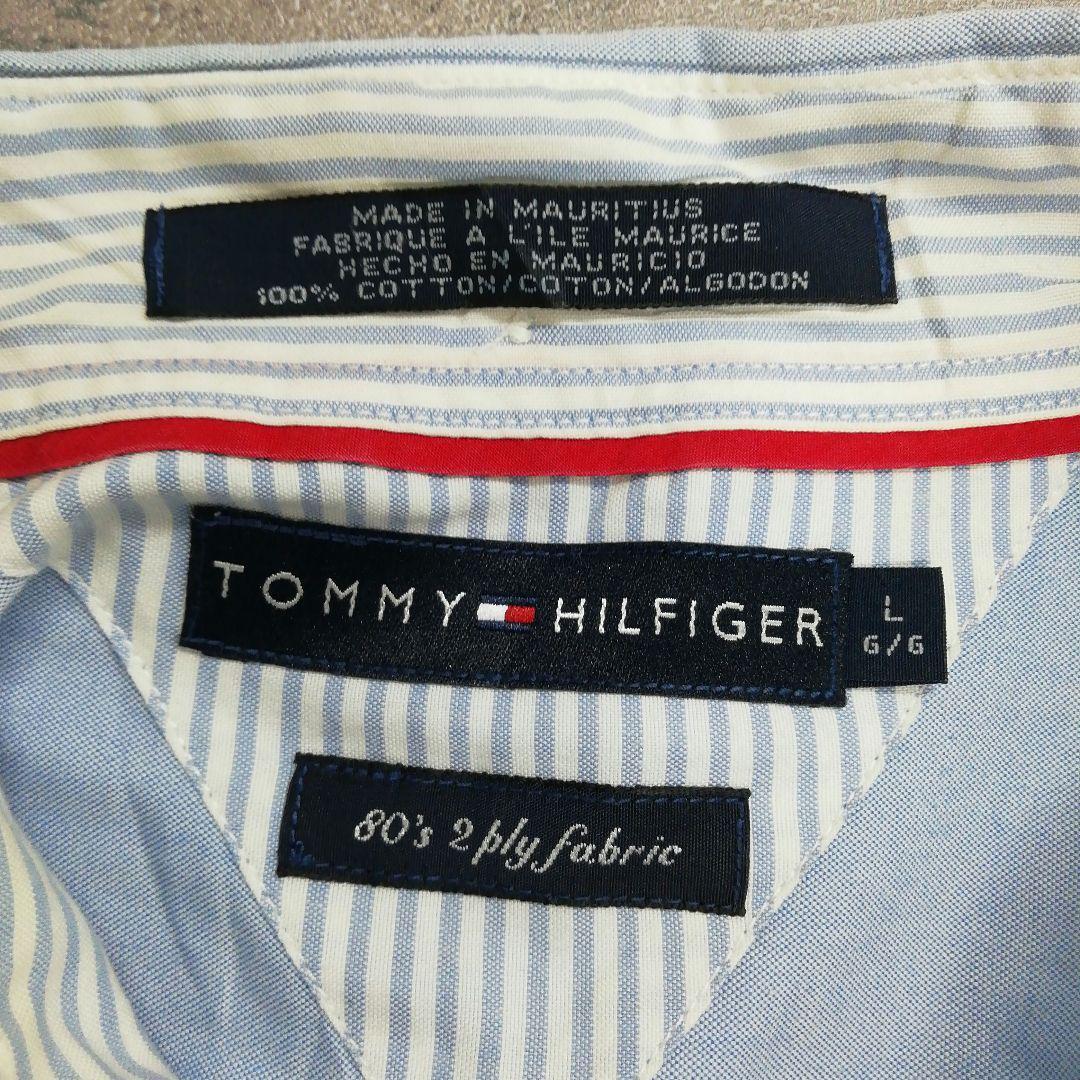 MADE IN MAURITIUS
FABRIQUE A L'ILE MAURICE
HECHO EN MAURICIO
100% COTTON/COTON/ALGODON
TOMMY HILFIGER
L
G/G
80's 2 ply fabric